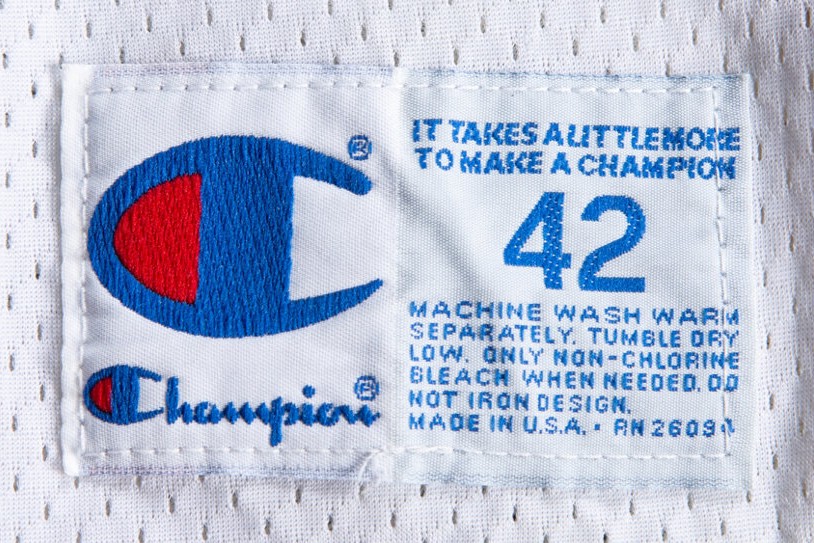 ®
IT TAKES A LITTLE MORE
TO MAKE A CHAMPION
42
MACHINE WASH WARM
SEPARATELY. TUMBLE DRY
LOW. ONLY NON-CHLORINE
BLEACH WHEN NEEDED. DO
NOT IRON DESIGN.
MADE IN U.S.A. • RN 26094
Champion®